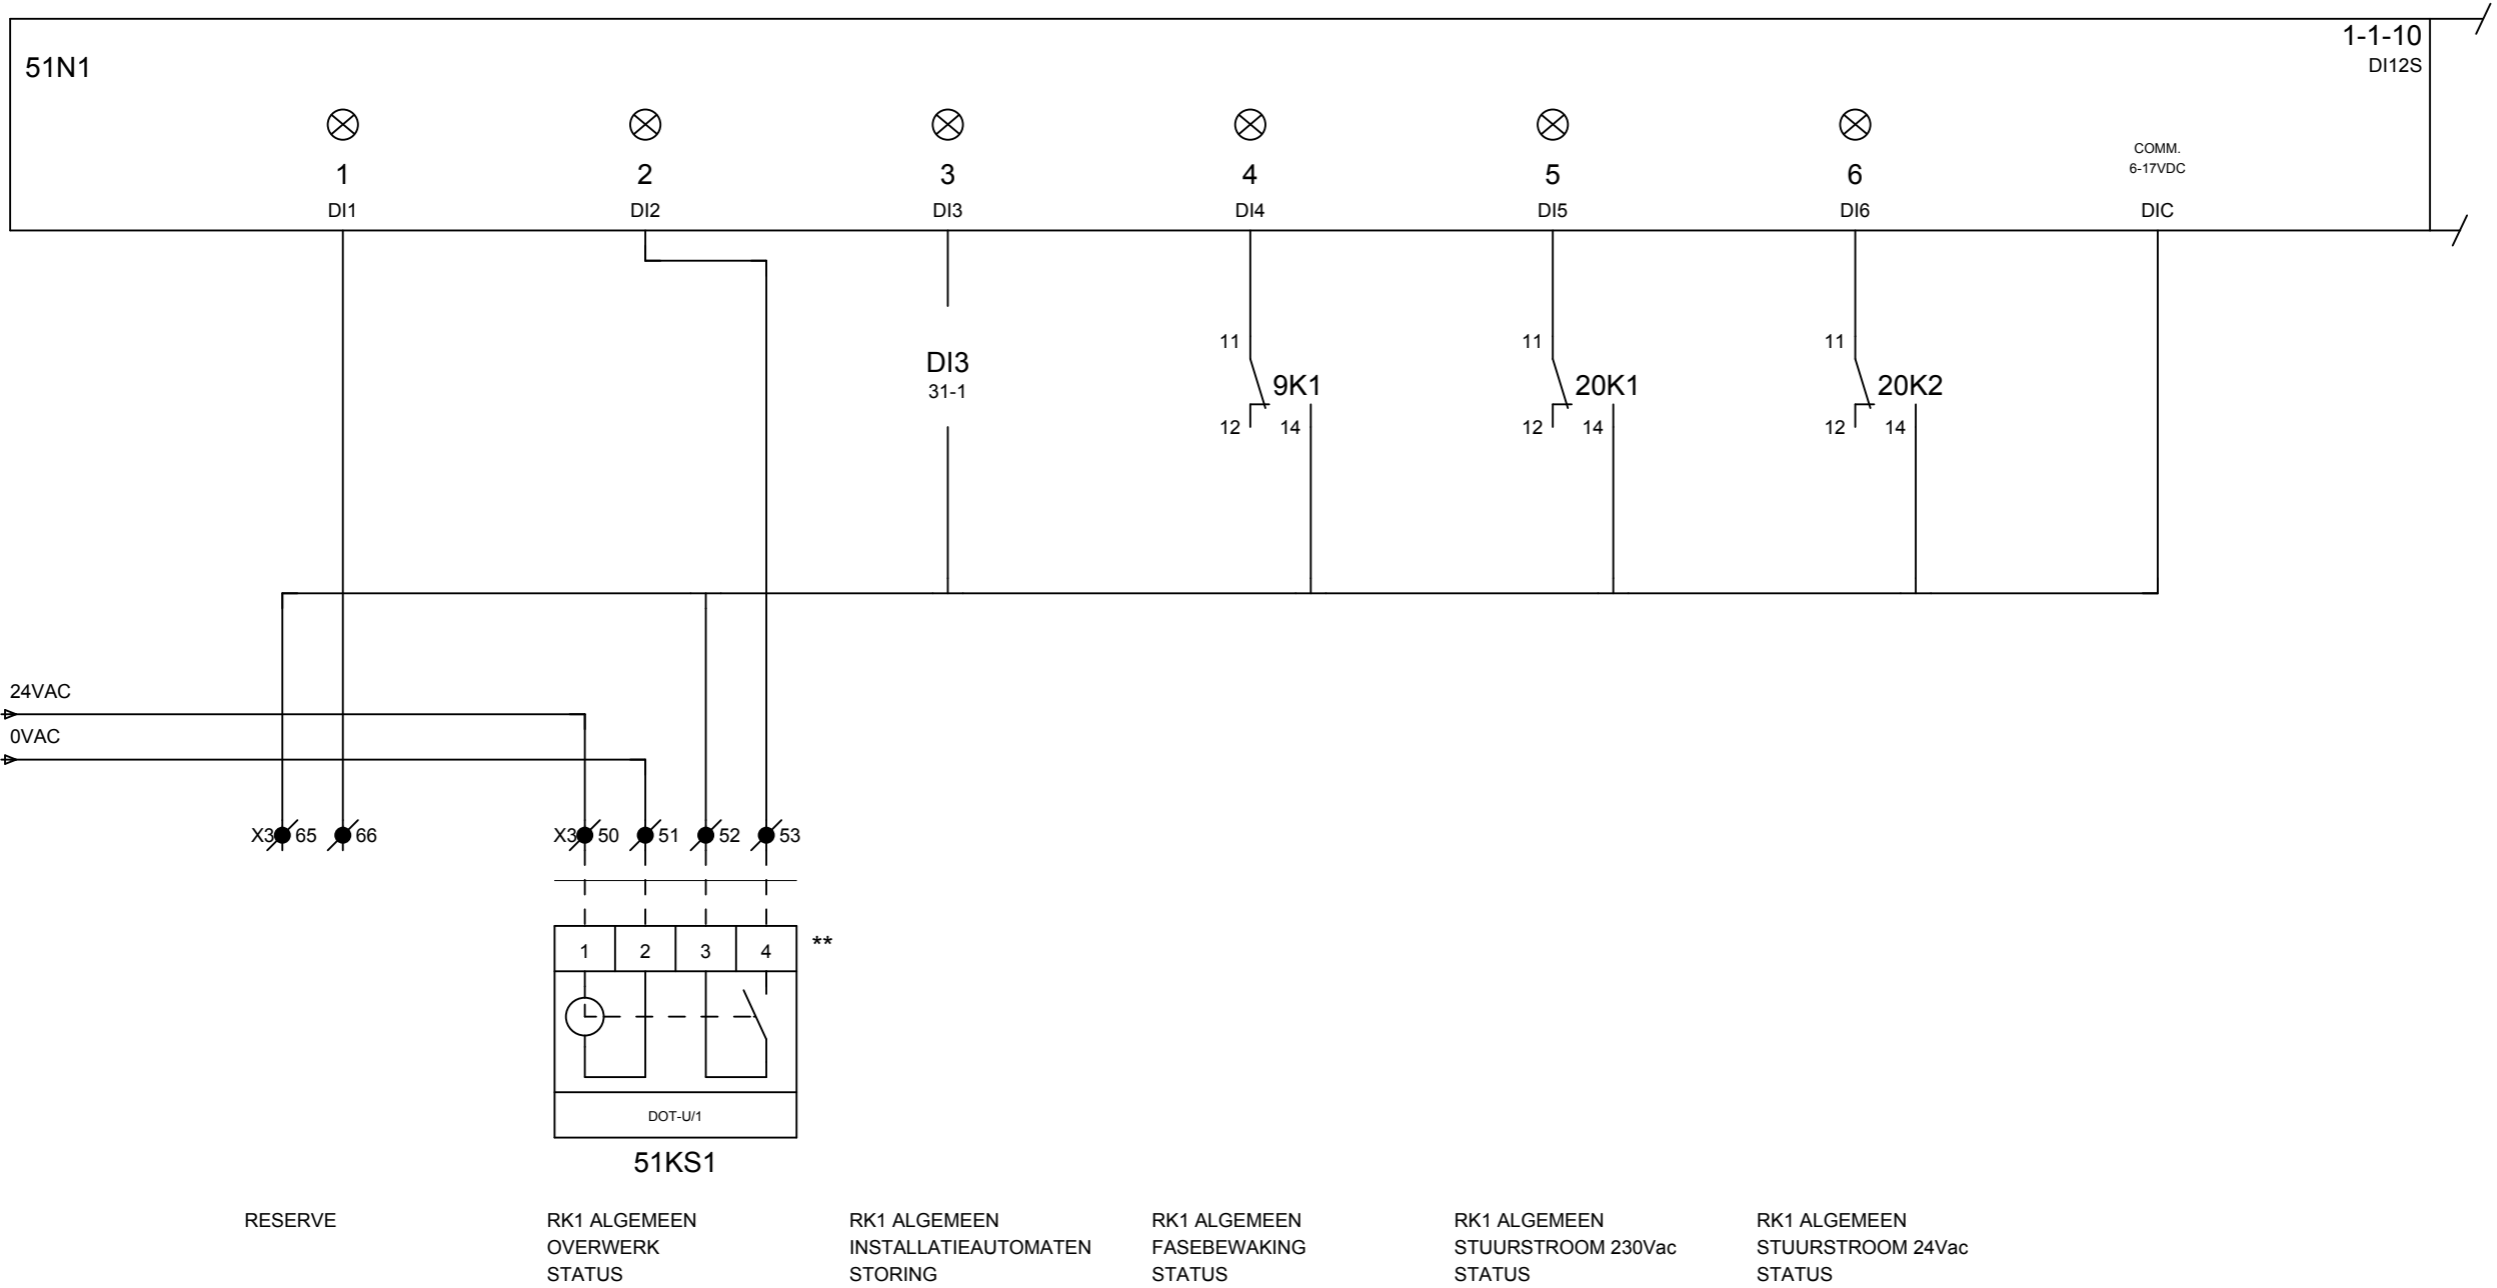 1-1-10
51N1
DI12S
1 2 3 4 5 6
COMM.
6-17VDC
DI1 DI2 DI3 DI4 DI5 DI6 DIC
11 11 11
DI3
31-1
9K1 20K1 20K2
12 14 12 14 12 14
24VAC
0VAC
X3 65 66 X3 50 51 52 53
1 2 3 4 **
DOT-U/1
51KS1
RESERVE
RK1 ALGEMEEN
OVERWERK
STATUS
RK1 ALGEMEEN
INSTALLATIEAUTOMATEN
STORING
RK1 ALGEMEEN
FASEBEWAKING
STATUS
RK1 ALGEMEEN
STUURSTROOM 230Vac
STATUS
RK1 ALGEMEEN
STUURSTROOM 24Vac
STATUS